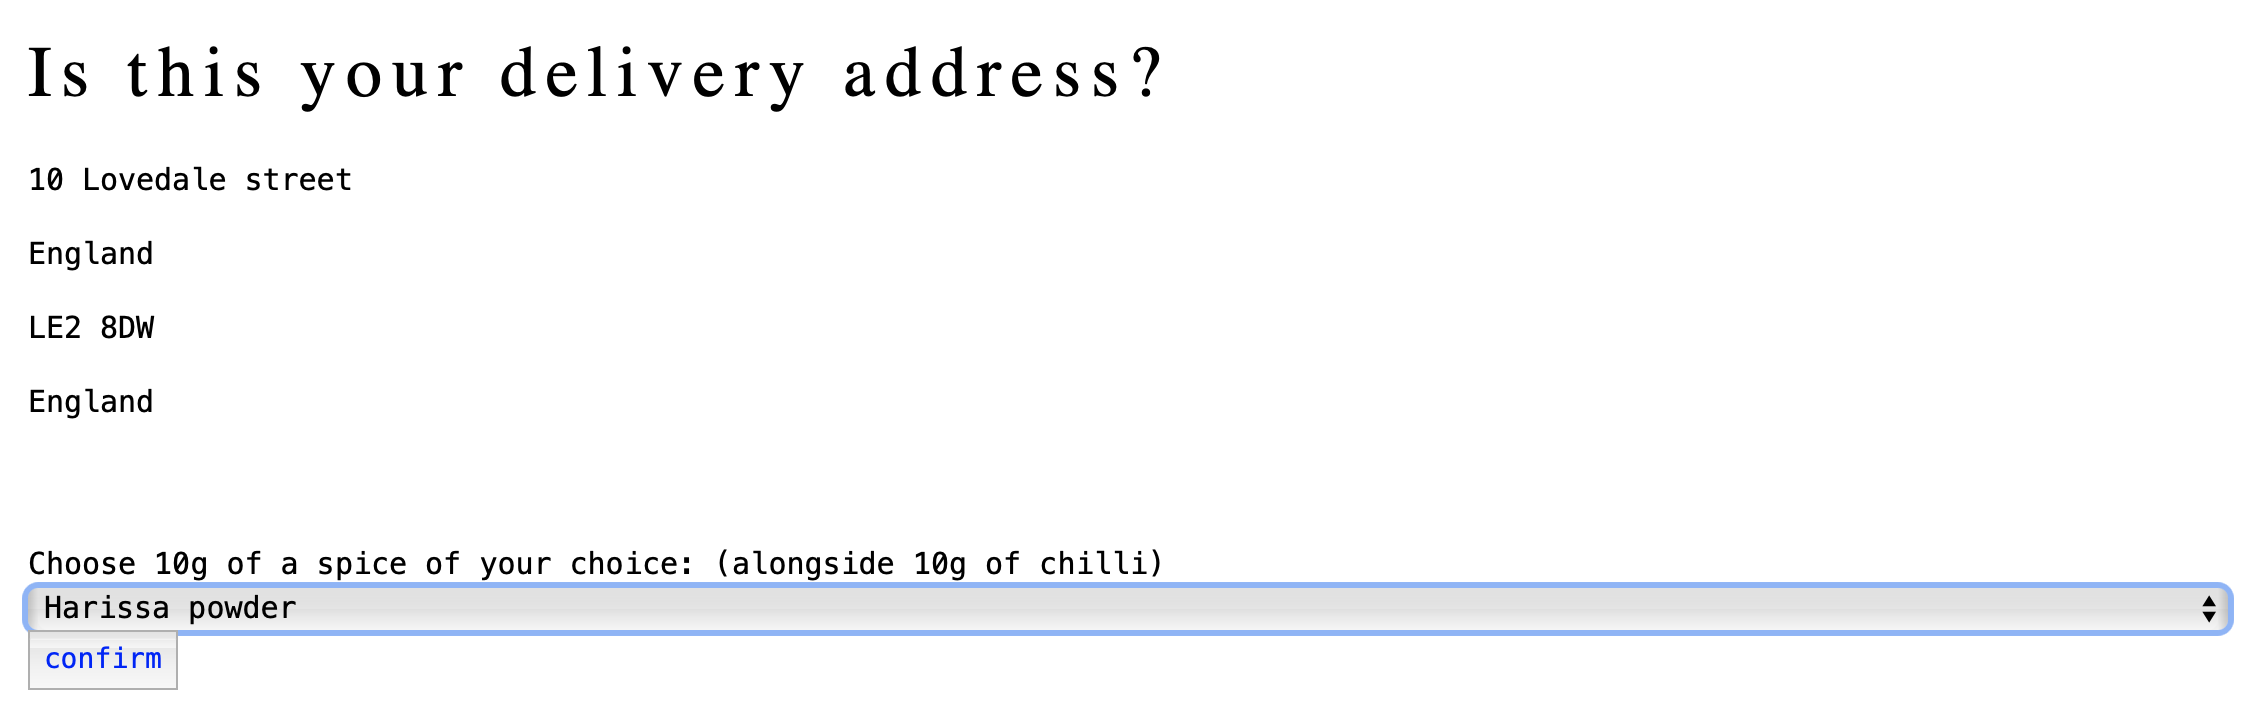 Is this your delivery address?
10 Lovedale street
England
LE2 8DW
England
Choose 10g of a spice of your choice: (alongside 10g of chilli)
Harissa powder
confirm